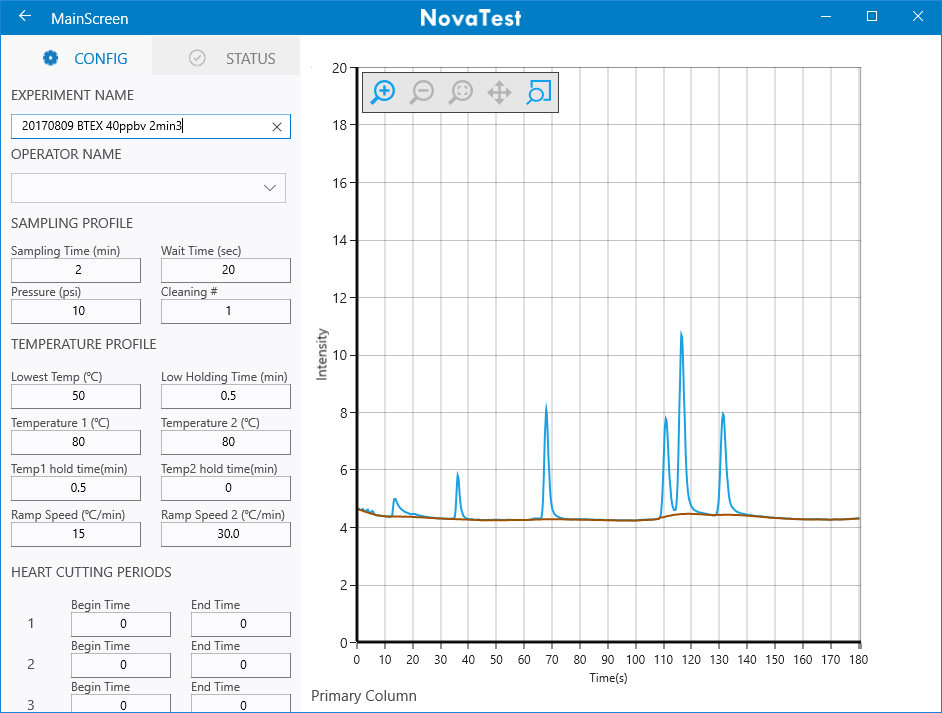 MainScreen
NovaTest
CONFIG
STATUS
EXPERIMENT NAME
20170809 BTEX 40ppbv 2min3
OPERATOR NAME
SAMPLING PROFILE
Sampling Time (min) Wait Time (sec)
2 20
Pressure (psi) Cleaning #
10 1
TEMPERATURE PROFILE
Lowest Temp (℃) Low Holding Time (min)
50 0.5
Temperature 1 (℃) Temperature 2 (℃)
80 80
Temp1 hold time(min) Temp2 hold time(min)
0.5 0
Ramp Speed (℃/min) Ramp Speed 2 (℃/min)
15 30.0
HEART CUTTING PERIODS
Begin Time End Time
1 0 0
Begin Time End Time
2 0 0
Begin Time End Time
3 0 0
20
18
16
14
12
10
8
6
4
2
0
Intensity
0 10 20 30 40 50 60 70 80 90 100 110 120 130 140 150 160 170 180
Time(s)
Primary Column